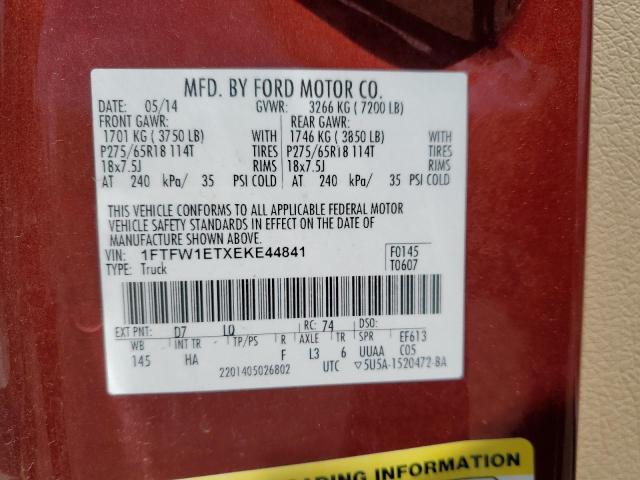 MFD. BY FORD MOTOR CO.
DATE: 05/14 GVWR: 3266 KG ( 7200 LB)
FRONT GAWR: REAR GAWR:
1701 KG ( 3750 LB) WITH 1746 KG ( 3850 LB) WITH
P275/65R18 114T TIRES P275/65R18 114T TIRES
18x7.5J RIMS 18x7.5J RIMS
AT 240 kPa/ 35 PSI COLD AT 240 kPa/ 35 PSI COLD
THIS VEHICLE CONFORMS TO ALL APPLICABLE FEDERAL MOTOR
VEHICLE SAFETY STANDARDS IN EFFECT ON THE DATE OF
MANUFACTURE SHOWN ABOVE.
VIN: 1FTFW1ETXEKE44841 F0145
TYPE: Truck T0607
EXT PNT: D7 LQ RC: 74 DSO:
WB INT TR TP/PS R AXLE TR SPR EF613
145 HA F L3 6 UUAA C05
2201405026802 UTC ▽5U5A-1520472-BA
LOADING INFORMATION